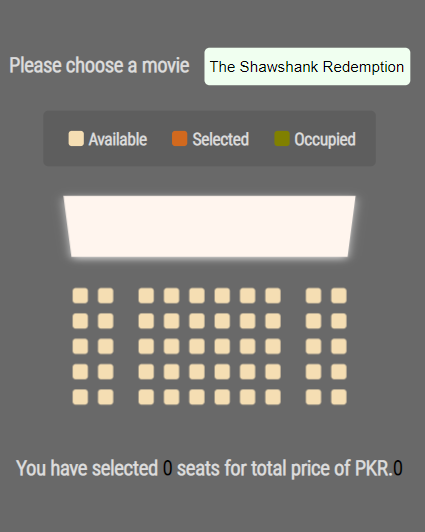 Please choose a movie The Shawshank Redemption
Available Selected Occupied
You have selected 0 seats for total price of PKR.0